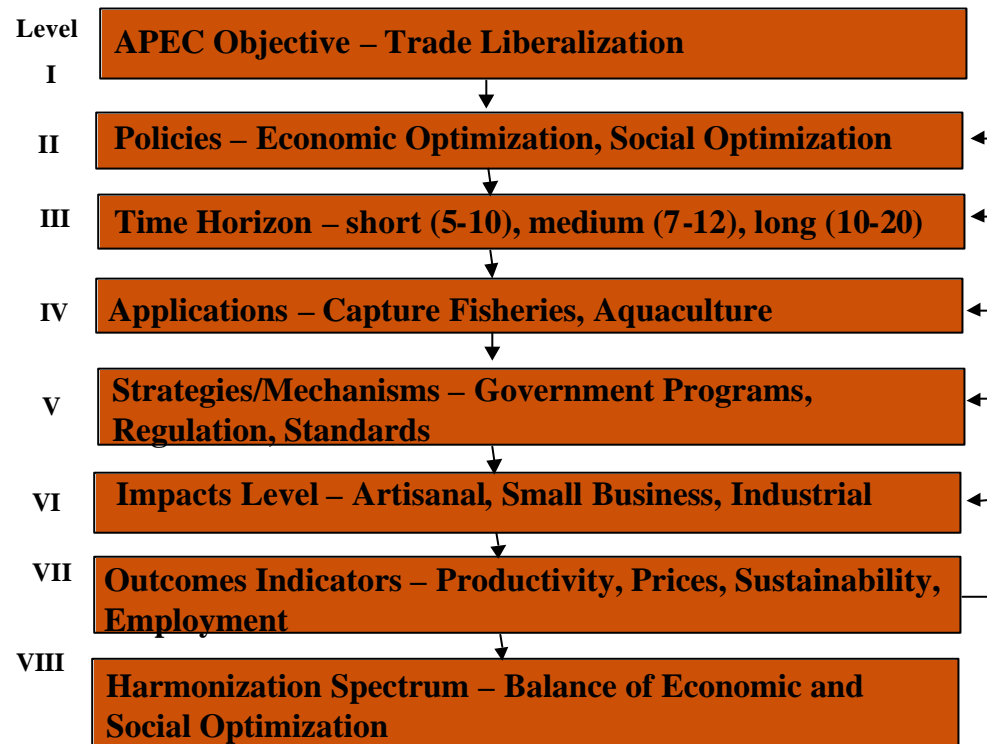 Level
I
APEC Objective – Trade Liberalization
II
Policies – Economic Optimization, Social Optimization
III
Time Horizon – short (5-10), medium (7-12), long (10-20)
IV
Applications – Capture Fisheries, Aquaculture
V
Strategies/Mechanisms – Government Programs,
Regulation, Standards
VI
Impacts Level – Artisanal, Small Business, Industrial
VII
Outcomes Indicators – Productivity, Prices, Sustainability,
Employment
VIII
Harmonization Spectrum – Balance of Economic and
Social Optimization